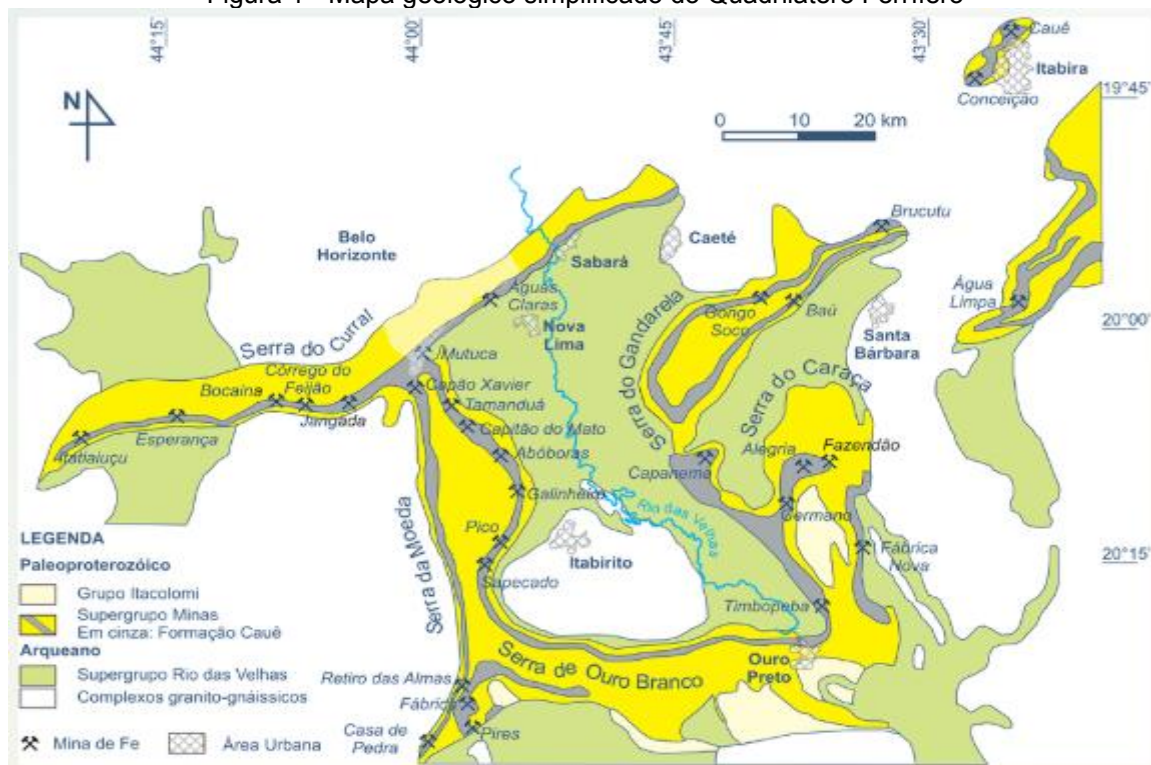 Figura 1 - Mapa geológico simplificado do Quadrilátero Ferrífero
44°15'
44°00'
43°45'
43°30'
Cauê
Itabira
Conceição
19°45'
N
0 10 20 km
Brucutu
Belo
Horizonte
Caeté
Sabará
Águas
Claras
Gongo
Soco
Baú
Água
Limpa
Nova
Lima
Santa
Bárbara
20°00'
Serra do Curral
Serra do Gandarela
Serra do Caraça
Mutuca
Córrego do
Feijão
Bocaina
Capão Xavier
Jangada
Tamanduá
Esperança
Capitão do Mato
Itatiaiuçu
Abóboras
Capanema
Alegria
Fazendão
Galinheiro
Rio das Velhas
Germano
Serra da Moeda
Pico
Itabirito
Fábrica
Nova
20°15'
Sapecado
Timbopeba
Serra de Ouro Branco
Ouro
Preto
Retiro das Almas
Fábrica
Casa de
Pedra
Pires
LEGENDA
Paleoproterozóico
Grupo Itacolomi
Supergrupo Minas
Em cinza: Formação Cauê
Arqueano
Supergrupo Rio das Velhas
Complexos granito-gnáissicos
Mina de Fe
Área Urbana